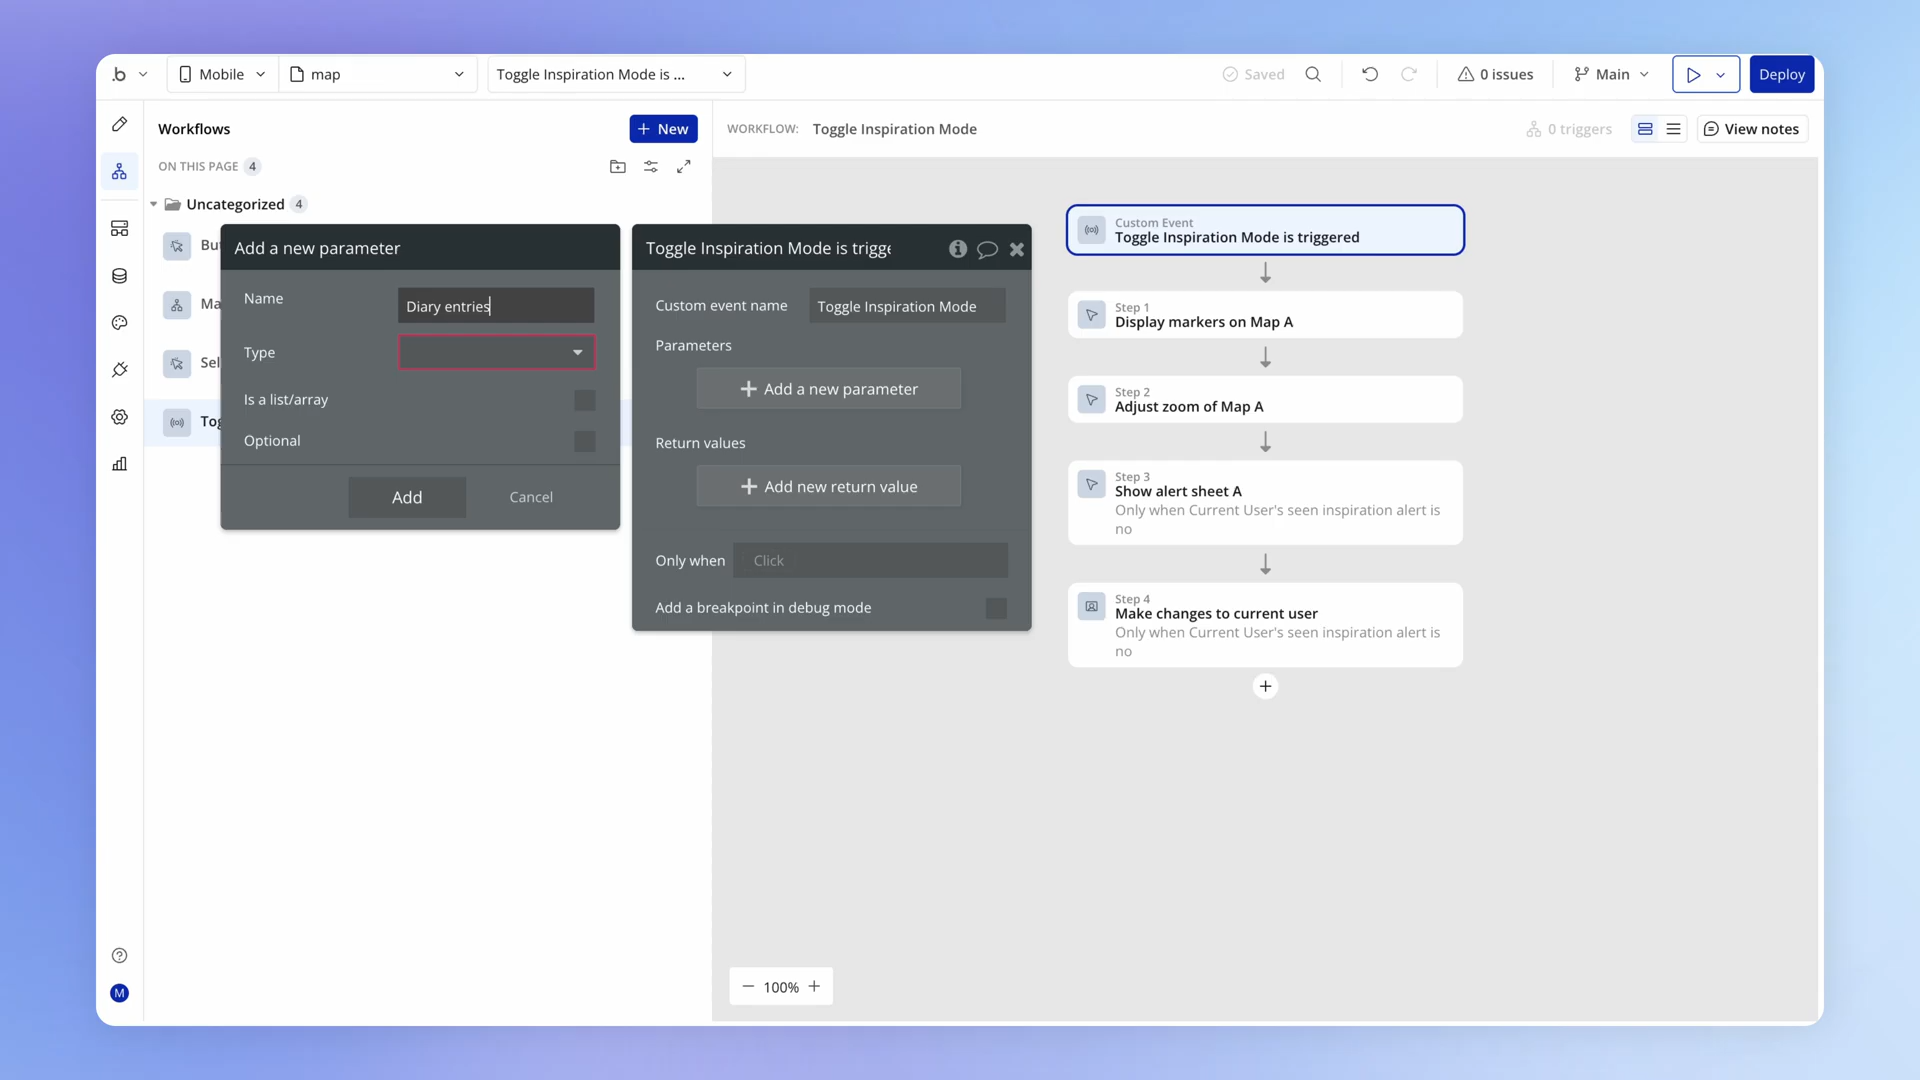 .b
Mobile
map
Toggle Inspiration Mode is ...
Saved
0 issues
Main
Deploy
Workflows
New
WORKFLOW: Toggle Inspiration Mode
0 triggers
View notes
ON THIS PAGE 4
Uncategorized 4
Bu
Ma
Sel
Tog
Add a new parameter
Name
Diary entries
Type
Is a list/array
Optional
Add
Cancel
Toggle Inspiration Mode is trigge
Custom event name
Toggle Inspiration Mode
Parameters
Add a new parameter
Return values
Add new return value
Only when
Click
Add a breakpoint in debug mode
Custom Event
Toggle Inspiration Mode is triggered
Step 1
Display markers on Map A
Step 2
Adjust zoom of Map A
Step 3
Show alert sheet A
Only when Current User's seen inspiration alert is
no
Step 4
Make changes to current user
Only when Current User's seen inspiration alert is
no
100%
M